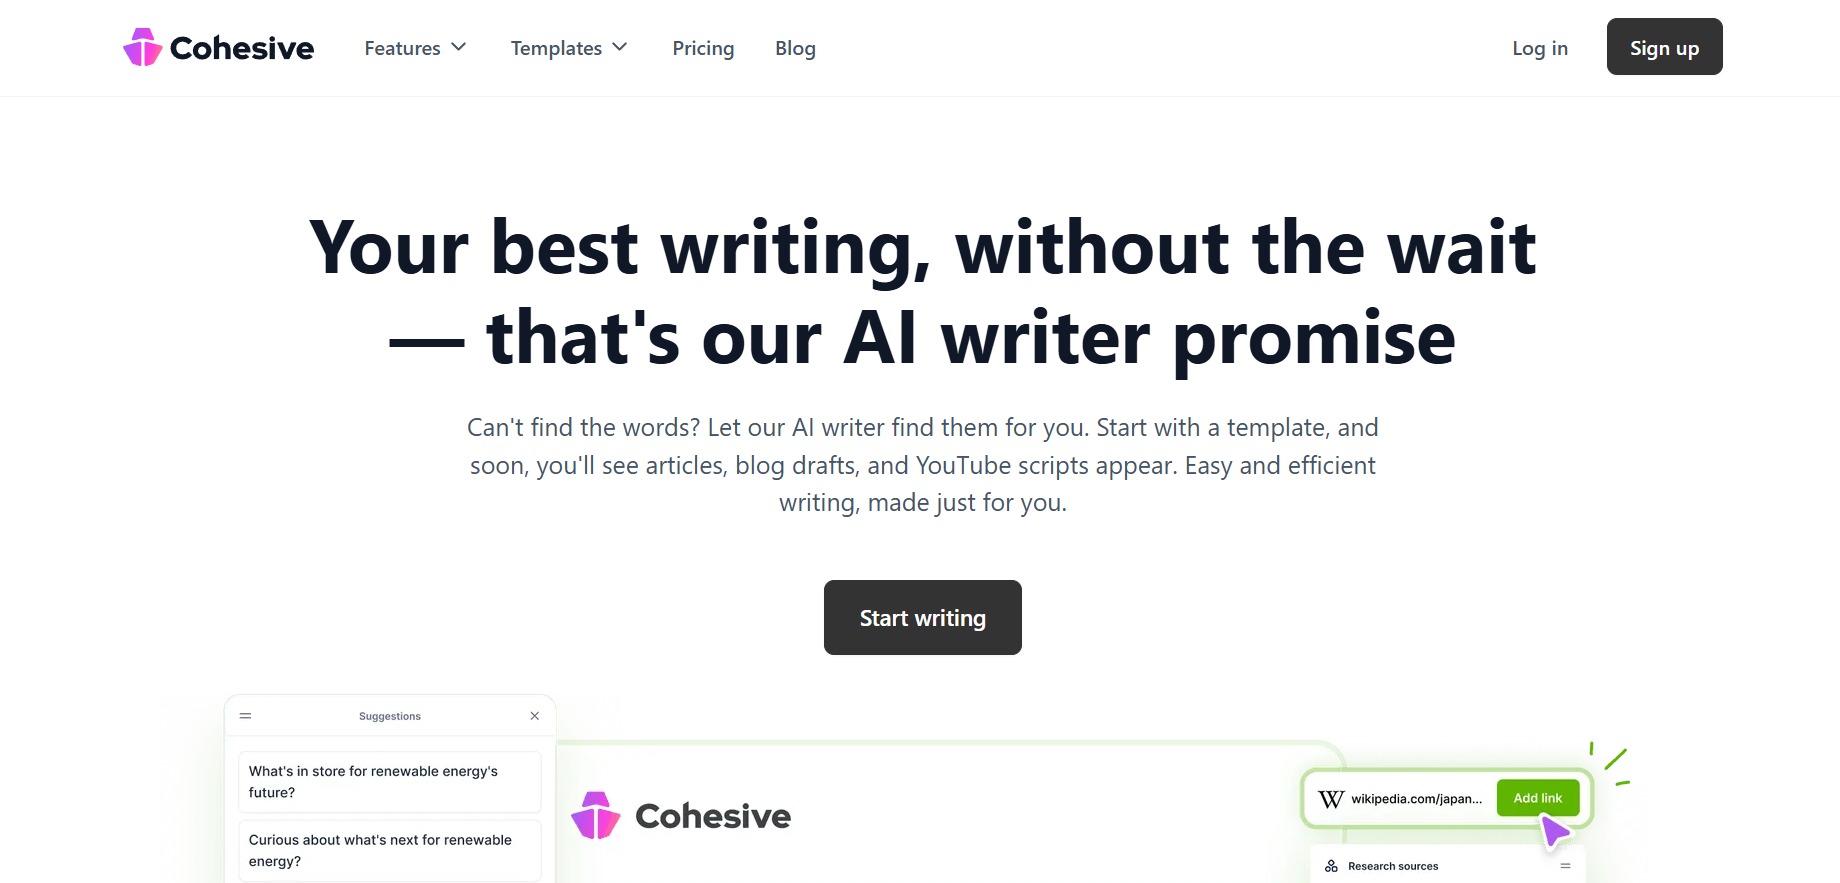 Cohesive
Features
Templates
Pricing
Blog
Log in
Sign up
Your best writing, without the wait
— that's our AI writer promise
Can't find the words? Let our AI writer find them for you. Start with a template, and
soon, you'll see articles, blog drafts, and YouTube scripts appear. Easy and efficient
writing, made just for you.
Start writing
Suggestions
What's in store for renewable energy's
future?
Curious about what's next for renewable
energy?
Cohesive
W wikipedia.com/japan...
Add link
Research sources